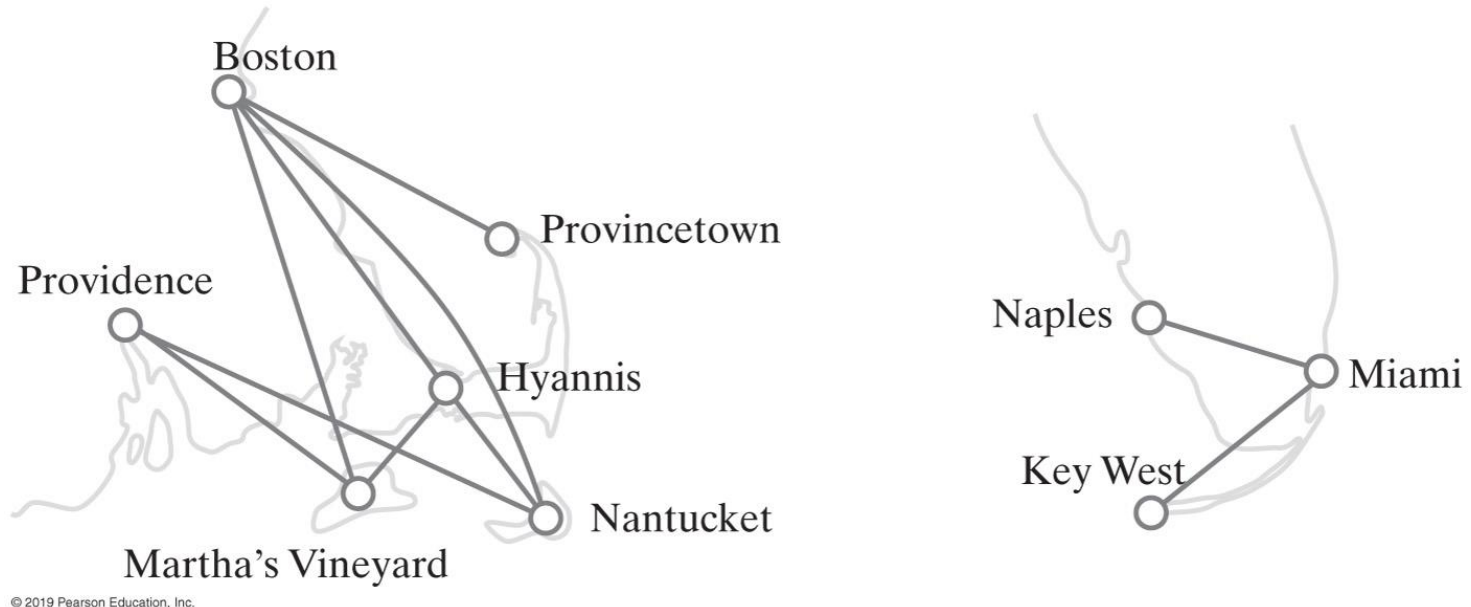 Boston
Provincetown
Providence
Hyannis
Nantucket
Martha’s Vineyard
Naples
Miami
Key West
© 2019 Pearson Education, Inc.